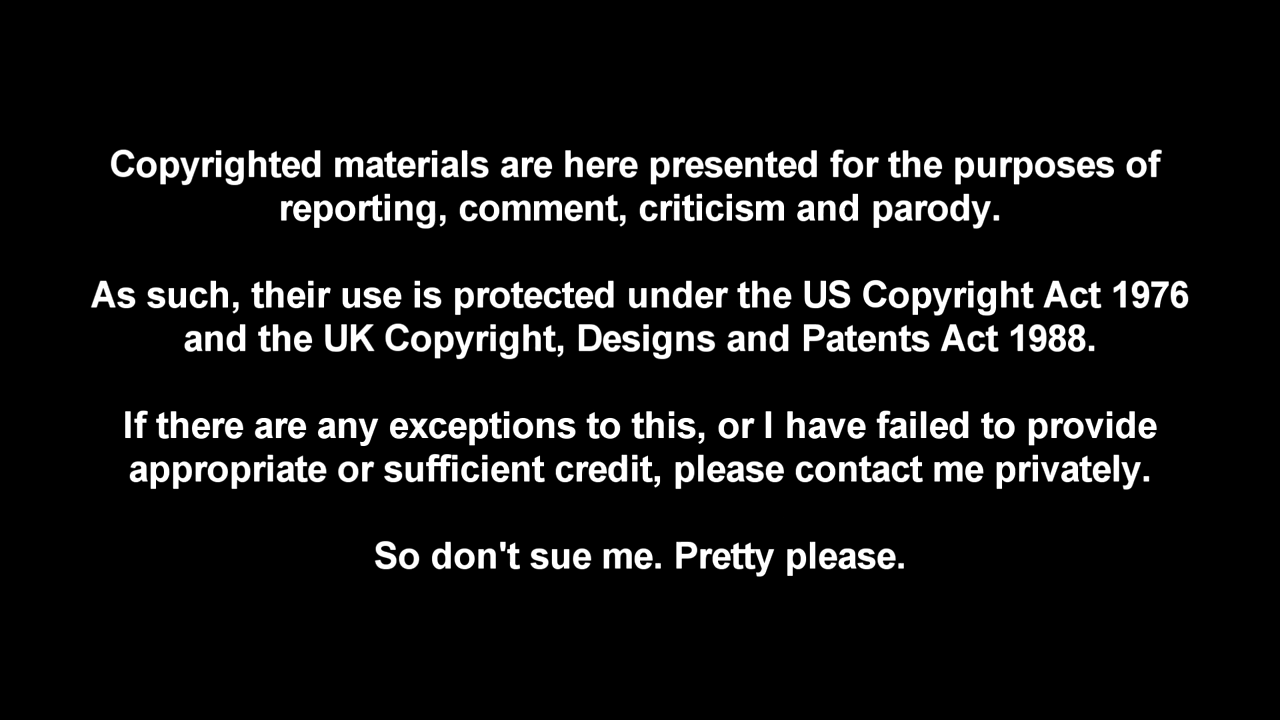 Copyrighted materials are here presented for the purposes of
reporting, comment, criticism and parody.
As such, their use is protected under the US Copyright Act 1976
and the UK Copyright, Designs and Patents Act 1988.
If there are any exceptions to this, or I have failed to provide
appropriate or sufficient credit, please contact me privately.
So don't sue me. Pretty please.